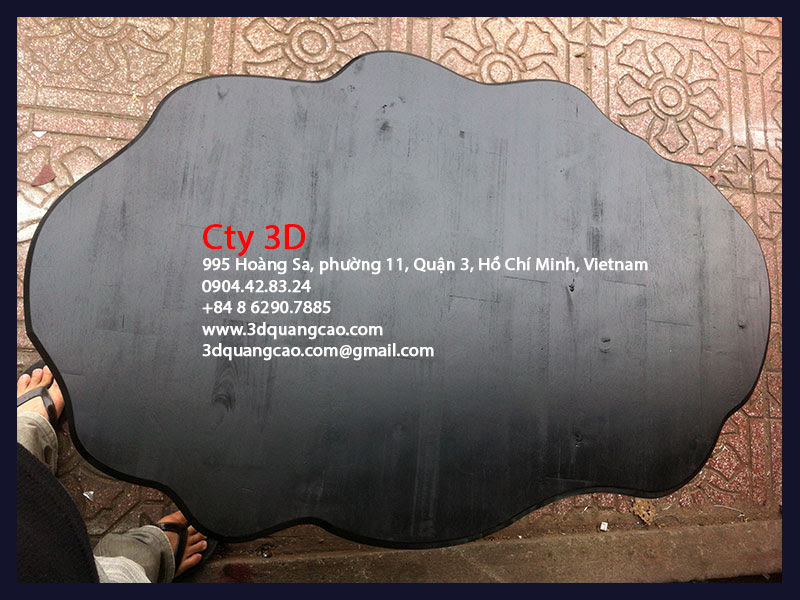 Cty 3D
995 Hoàng Sa, phường 11, Quận 3, Hồ Chí Minh, Vietnam
0904.42.83.24
+84 8 6290.7885
www.3dquangcao.com
3dquangcao.com@gmail.com